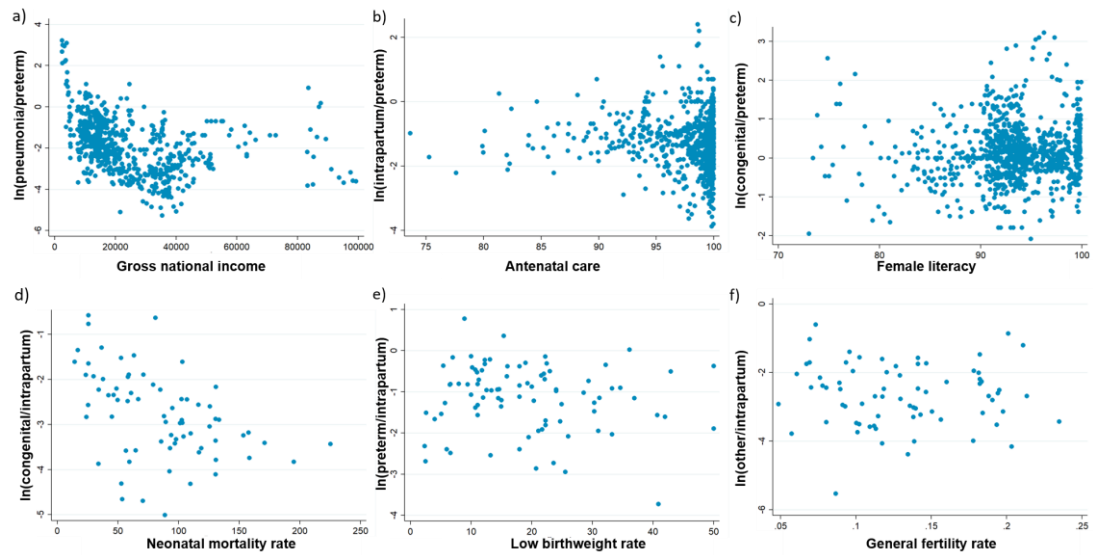 a)
ln(pneumonia/preterm)
4
2
0
-2
-4
-6
0 20000 40000 60000 80000 100000
Gross national income
b)
ln(intrapartum/preterm)
2
0
-2
-4
75 80 85 90 95 100
Antenatal care
c)
ln(congenital/preterm)
3
2
1
0
-1
-2
70 80 90 100
Female literacy
d)
ln(congenital/intrapartum)
-1
-2
-3
-4
-5
0 50 100 150 200 250
Neonatal mortality rate
e)
ln(preterm/intrapartum)
1
0
-1
-2
-3
-4
0 10 20 30 40 50
Low birthweight rate
f)
ln(other/intrapartum)
0
-2
-4
-6
.05 .1 .15 .2 .25
General fertility rate